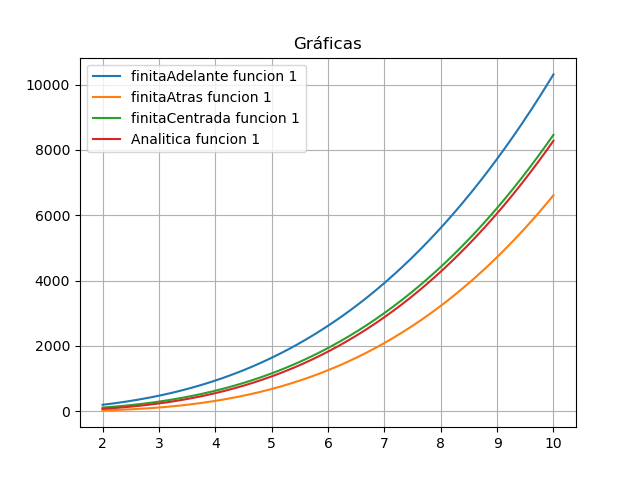 Gráficas
finitaAdelante funcion 1
finitaAtras funcion 1
finitaCentrada funcion 1
Analitica funcion 1
10000
8000
6000
4000
2000
0
2 3 4 5 6 7 8 9 10